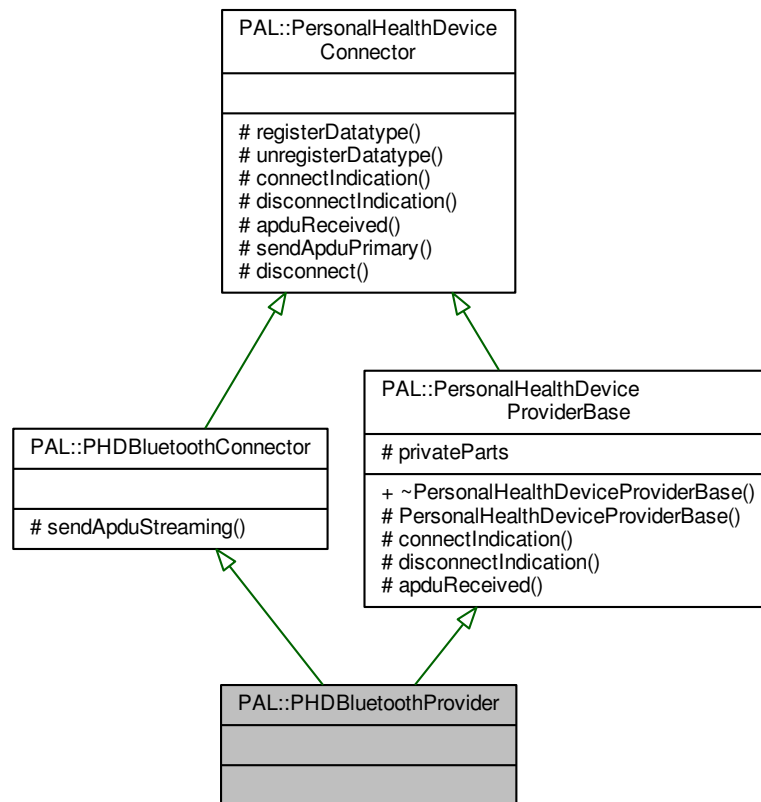 PAL::PersonalHealthDevice
Connector
# registerDatatype()
# unregisterDatatype()
# connectIndication()
# disconnectIndication()
# apduReceived()
# sendApduPrimary()
# disconnect()
PAL::PHDBluetoothConnector
# sendApduStreaming()
PAL::PersonalHealthDevice
ProviderBase
# privateParts
+ ~PersonalHealthDeviceProviderBase()
# PersonalHealthDeviceProviderBase()
# connectIndication()
# disconnectIndication()
# apduReceived()
PAL::PHDBluetoothProvider